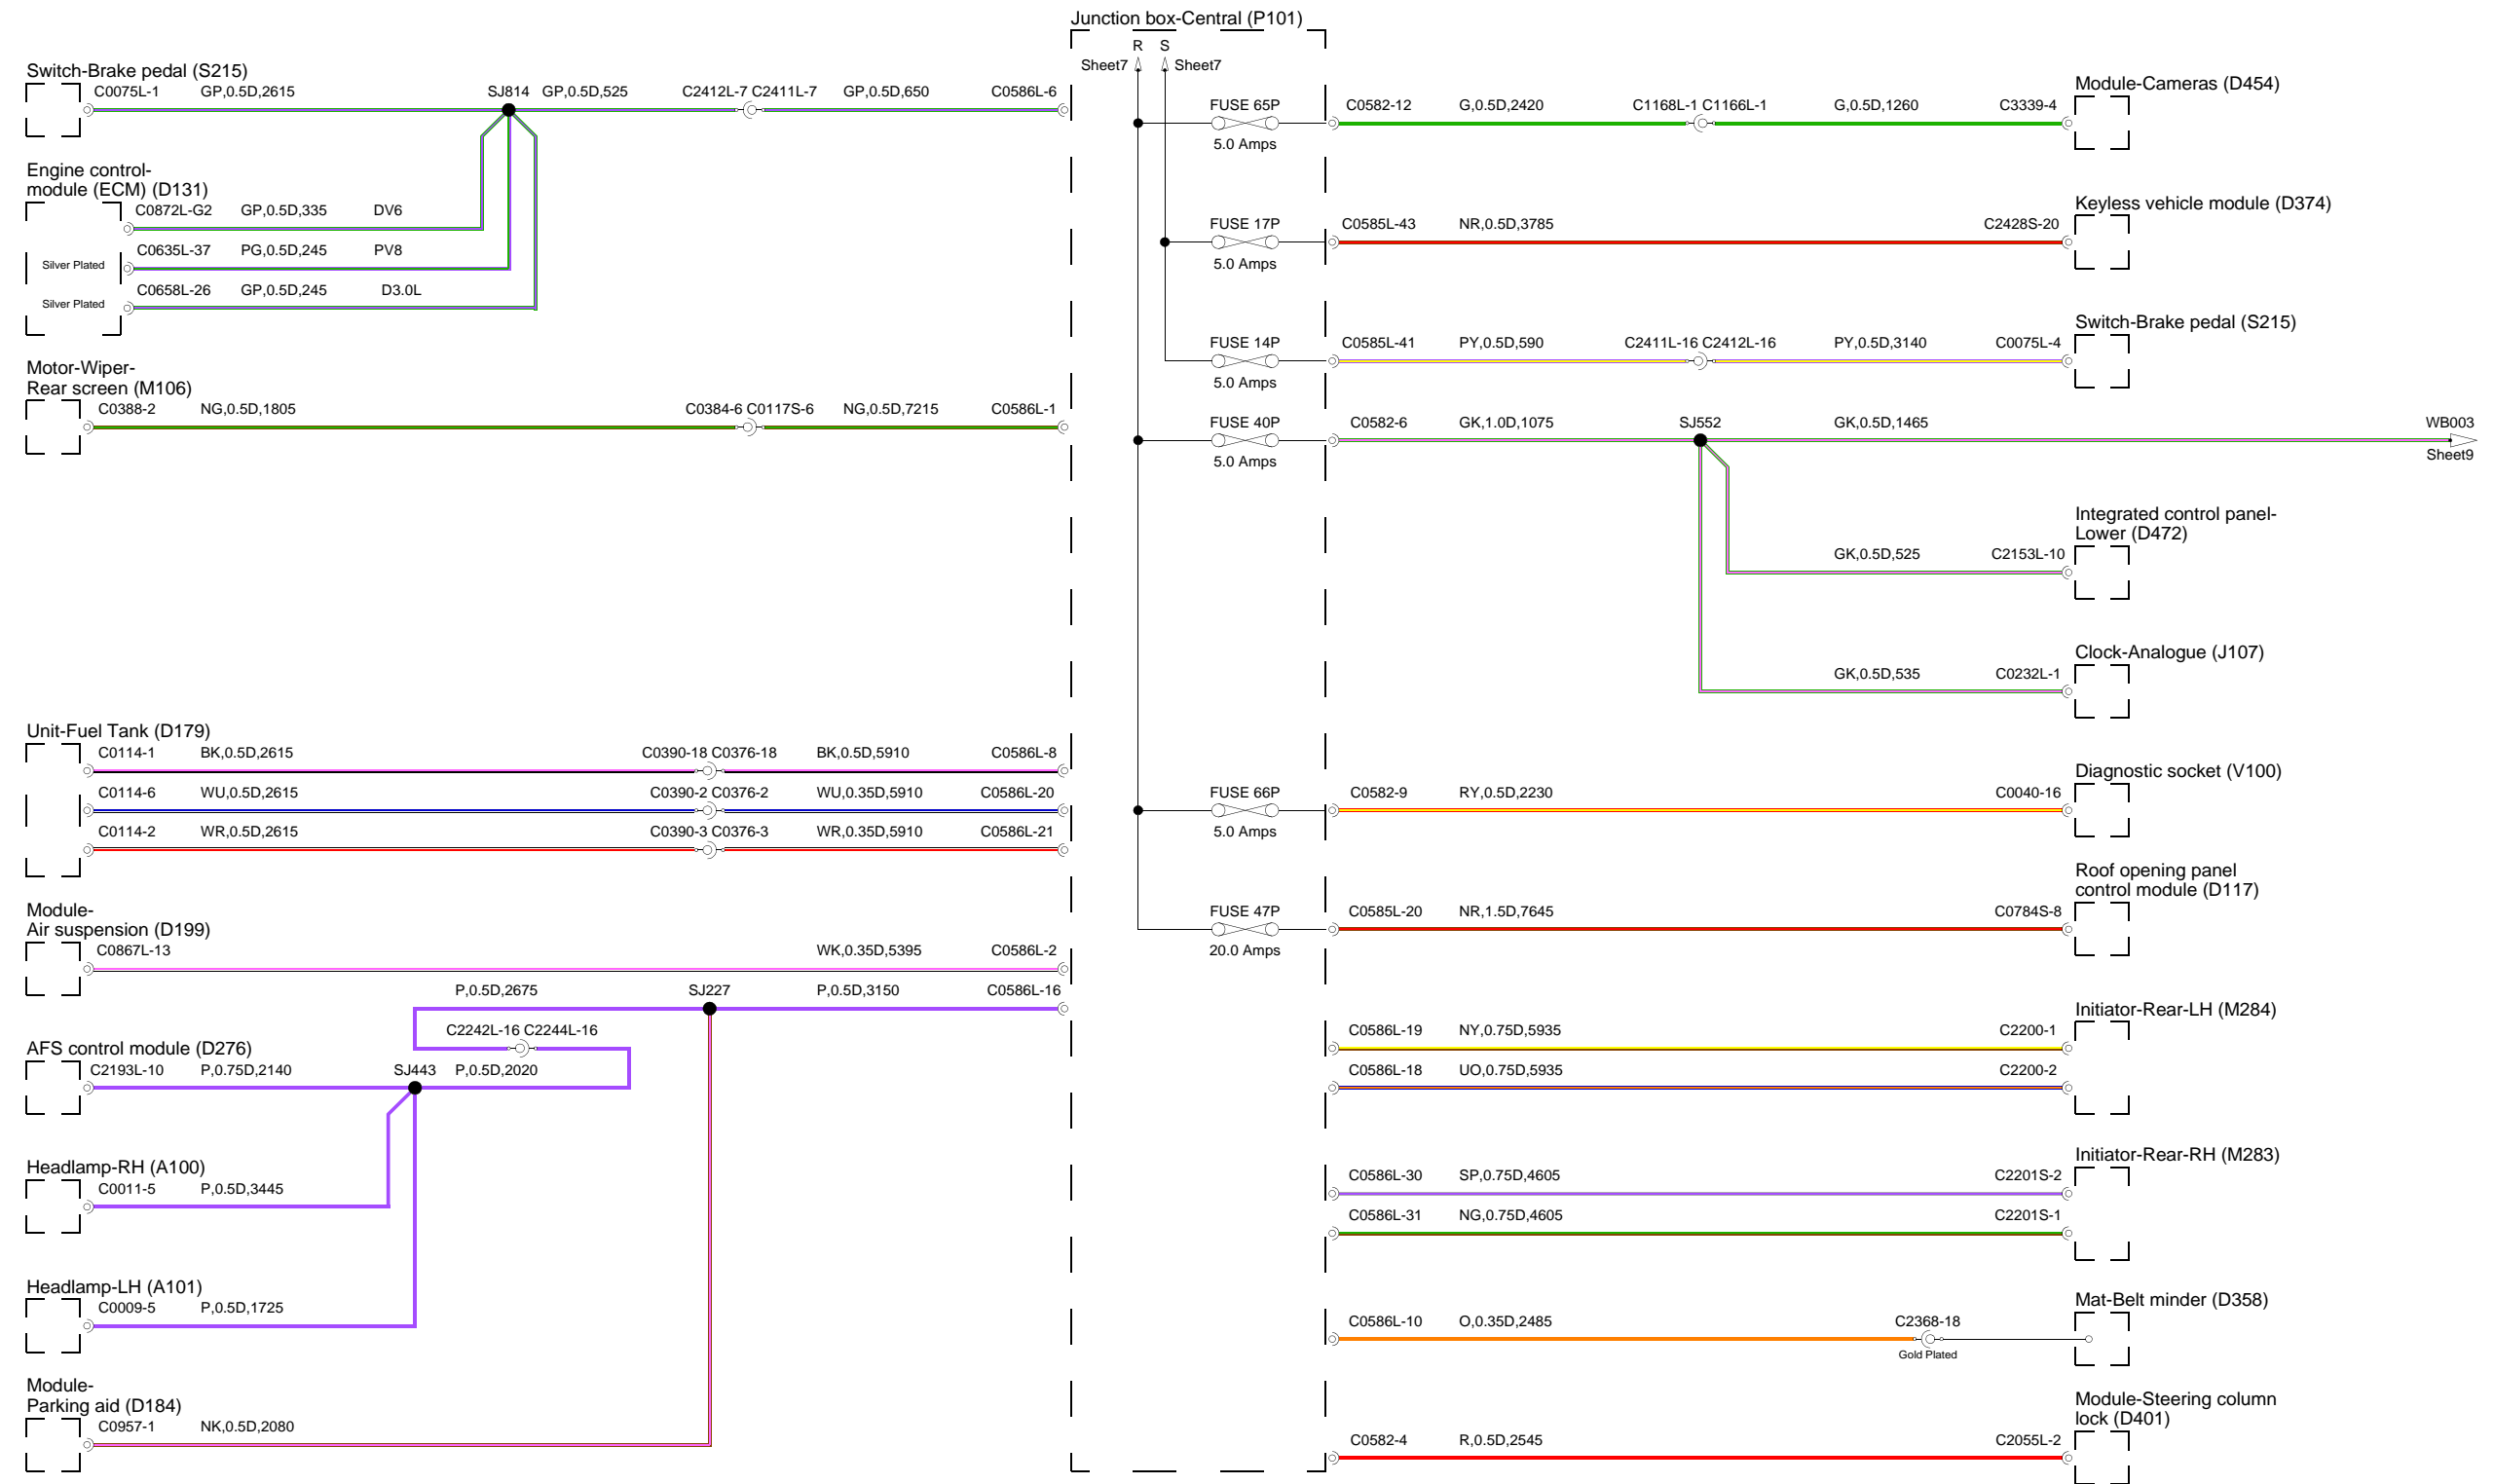 Junction box-Central (P101)
R S
Sheet7 Sheet7
Switch-Brake pedal (S215)
C0075L-1 GP,0.5D,2615 SJ814 GP,0.5D,525 C2412L-7 C2411L-7 GP,0.5D,650 C0586L-6
Engine control-
module (ECM) (D131)
C0872L-G2 GP,0.5D,335 DV6
C0635L-37 PG,0.5D,245 PV8
Silver Plated
C0658L-26 GP,0.5D,245 D3.0L
Silver Plated
Motor-Wiper-
Rear screen (M106)
C0388-2 NG,0.5D,1805 C0384-6 C0117S-6 NG,0.5D,7215 C0586L-1
Unit-Fuel Tank (D179)
C0114-1 BK,0.5D,2615 C0390-18 C0376-18 BK,0.5D,5910 C0586L-8
C0114-6 WU,0.5D,2615 C0390-2 C0376-2 WU,0.35D,5910 C0586L-20
C0114-2 WR,0.5D,2615 C0390-3 C0376-3 WR,0.35D,5910 C0586L-21
Module-
Air suspension (D199)
C0867L-13 WK,0.35D,5395 C0586L-2
P,0.5D,2675 SJ227 P,0.5D,3150 C0586L-16
C2242L-16 C2244L-16
AFS control module (D276)
C2193L-10 P,0.75D,2140 SJ443 P,0.5D,2020
Headlamp-RH (A100)
C0011-5 P,0.5D,3445
Headlamp-LH (A101)
C0009-5 P,0.5D,1725
Module-
Parking aid (D184)
C0957-1 NK,0.5D,2080
Module-Cameras (D454)
FUSE 65P C0582-12 G,0.5D,2420 C1168L-1 C1166L-1 G,0.5D,1260 C3339-4
5.0 Amps
Keyless vehicle module (D374)
FUSE 17P C0585L-43 NR,0.5D,3785 C2428S-20
5.0 Amps
Switch-Brake pedal (S215)
FUSE 14P C0585L-41 PY,0.5D,590 C2411L-16 C2412L-16 PY,0.5D,3140 C0075L-4
5.0 Amps
FUSE 40P C0582-6 GK,1.0D,1075 SJ552 GK,0.5D,1465 WB003
5.0 Amps Sheet9
Integrated control panel-
Lower (D472)
GK,0.5D,525 C2153L-10
Clock-Analogue (J107)
GK,0.5D,535 C0232L-1
Diagnostic socket (V100)
FUSE 66P C0582-9 RY,0.5D,2230 C0040-16
5.0 Amps
Roof opening panel
control module (D117)
FUSE 47P C0585L-20 NR,1.5D,7645 C0784S-8
20.0 Amps
Initiator-Rear-LH (M284)
C0586L-19 NY,0.75D,5935 C2200-1
C0586L-18 UO,0.75D,5935 C2200-2
Initiator-Rear-RH (M283)
C0586L-30 SP,0.75D,4605 C2201S-2
C0586L-31 NG,0.75D,4605 C2201S-1
Mat-Belt minder (D358)
C0586L-10 O,0.35D,2485 C2368-18
Gold Plated
Module-Steering column
lock (D401)
C0582-4 R,0.5D,2545 C2055L-2